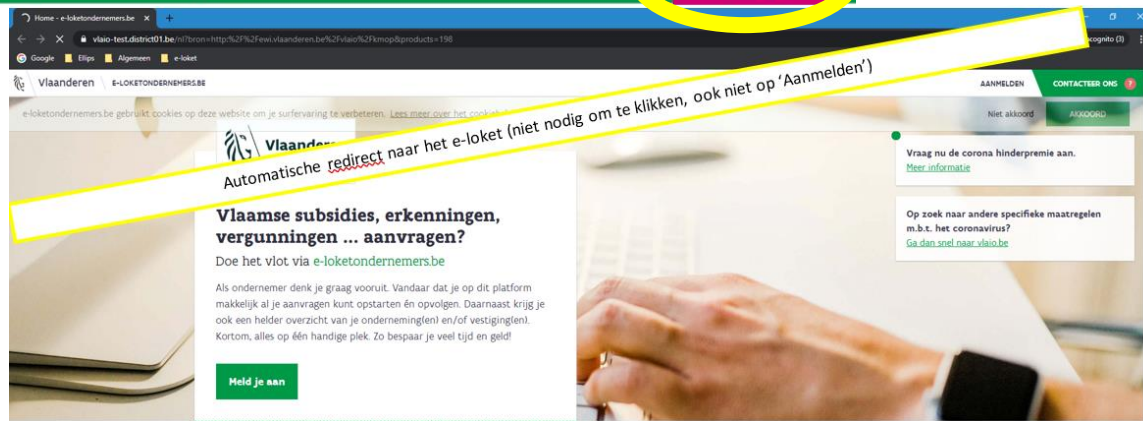 Home - e-loketondernemers.be
vlaio-test.district01.be/nl?bron=http:%2F%2Fewi.vlaanderen.be%2Fvlaio%2Fkmop&products=198
cognito (3)
Google Ellips Algemeen e-loket
Vlaanderen E-LOKETONDERNEMERS.BE AANMELDEN CONTACTEER ONS ?
e-loketondernemers.be gebruikt cookies op deze website om je surfervaring te verbeteren. Lees meer over het Niet akkoord AKKOORD
Automatische redirect naar het e-loket (niet nodig om te klikken, ook niet op ‘Aanmelden’)
Vraag nu de corona hinderpremie aan.
Meer informatie
Op zoek naar andere specifieke maatregelen
m.b.t. het coronavirus?
Ga dan snel naar vlaio.be
Vlaamse subsidies, erkenningen,
vergunningen ... aanvragen?
Doe het vlot via e-loketondernemers.be
Als ondernemer denk je graag vooruit. Vandaar dat je op dit platform
makkelijk al je aanvragen kunt opstarten én opvolgen. Daarnaast krijg je
ook een helder overzicht van je onderneming(en) en/of vestiging(en).
Kortom, alles op één handige plek. Zo bespaar je veel tijd en geld!
Meld je aan